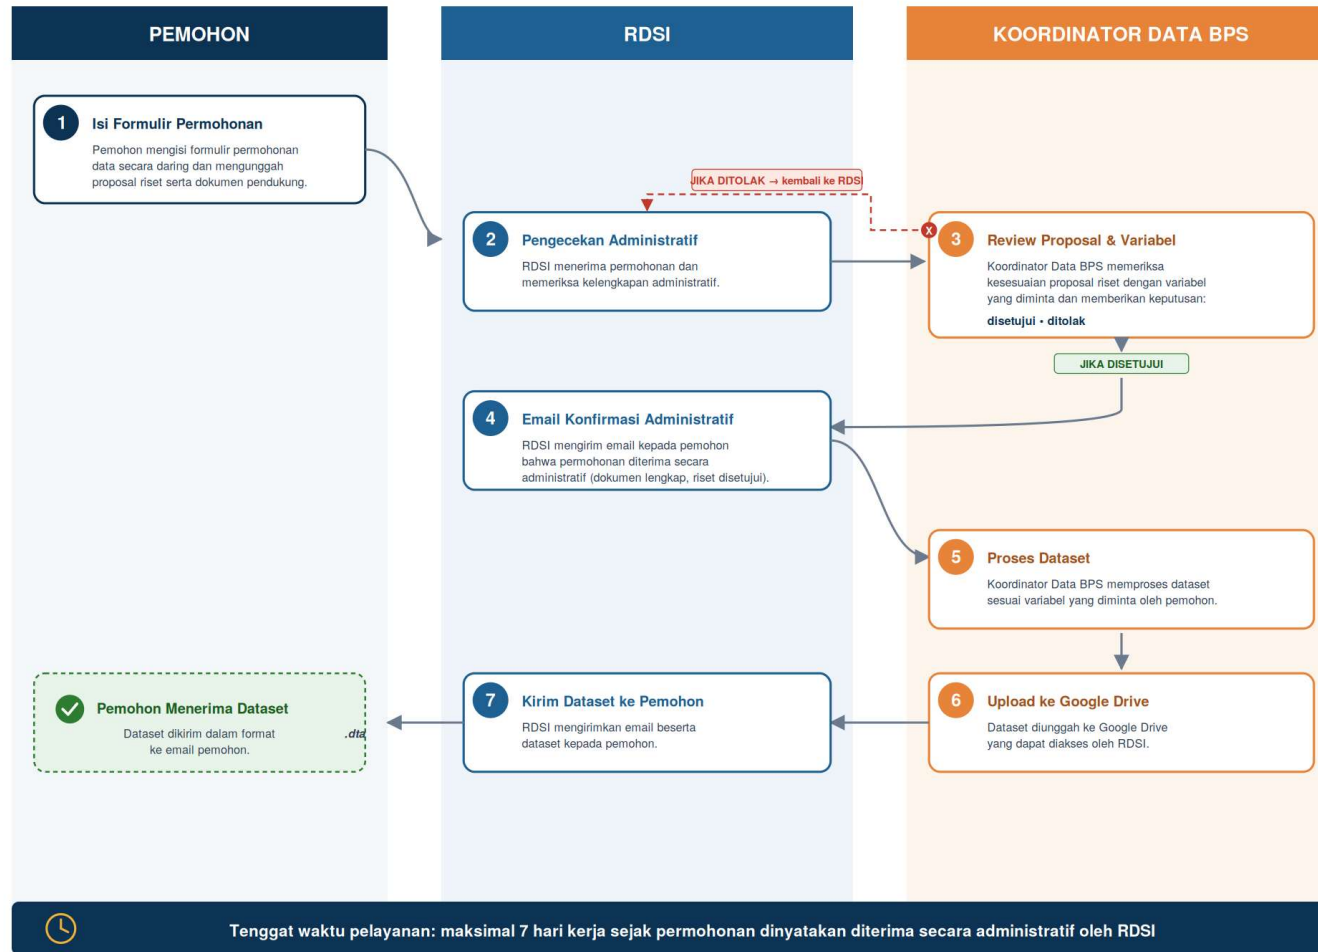 PEMOHON
RDSI
KOORDINATOR DATA BPS
1
Isi Formulir Permohonan
Pemohon mengisi formulir permohonan
data secara daring dan mengunggah
proposal riset serta dokumen pendukung.
JIKA DITOLAK → kembali ke RDSI
2
Pengecekan Administratif
RDSI menerima permohonan dan
memeriksa kelengkapan administratif.
X
3
Review Proposal & Variabel
Koordinator Data BPS memeriksa
kesesuaian proposal riset dengan variabel
yang diminta dan memberikan keputusan:
disetujui • ditolak
JIKA DISETUJUI
4
Email Konfirmasi Administratif
RDSI mengirim email kepada pemohon
bahwa permohonan diterima secara
administratif (dokumen lengkap, riset disetujui).
5
Proses Dataset
Koordinator Data BPS memproses dataset
sesuai variabel yang diminta oleh pemohon.
Pemohon Menerima Dataset
Dataset dikirim dalam format .dta
ke email pemohon.
7
Kirim Dataset ke Pemohon
RDSI mengirimkan email beserta
dataset kepada pemohon.
6
Upload ke Google Drive
Dataset diunggah ke Google Drive
yang dapat diakses oleh RDSI.
Tenggat waktu pelayanan: maksimal 7 hari kerja sejak permohonan dinyatakan diterima secara administratif oleh RDSI